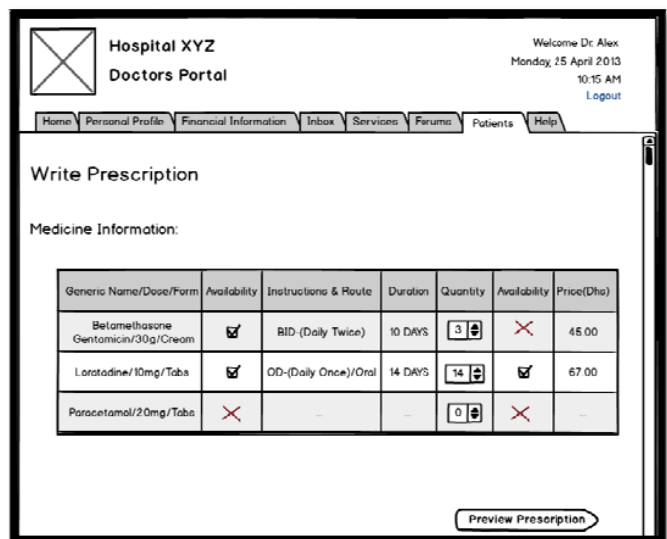 Hospital XYZ
Doctors Portal
Welcome Dr. Alex
Monday, 25 April 2013
10:15 AM
Logout
Home Personal Profile Financial Information Inbox Services Forums Patients Help
Write Prescription
Medicine Information:
Generic Name/Dose/Form Availability Instructions & Route Duration Quantity Availability Price(Dhs)
Betamethasone
Gentamicin/30g/Cream BID-(Daily Twice) 10 DAYS 3 45.00
Loratadine/10mg/Tabs OD-(Daily Once)/Oral 14 DAYS 14 67.00
Paracetamol/20mg/Tabs ... ... 0 ...
Preview Prescription